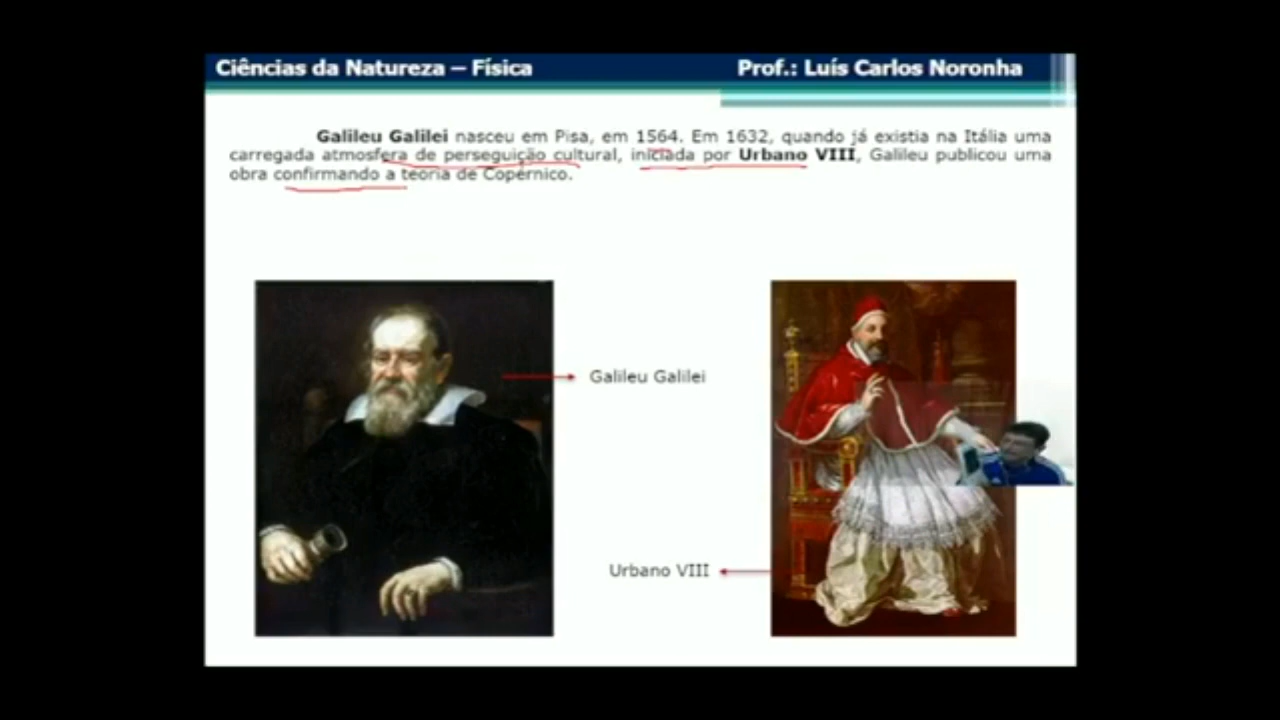 Ciências da Natureza – Física
Prof.: Luís Carlos Noronha
Galileu Galilei nasceu em Pisa, em 1564. Em 1632, quando já existia na Itália uma
carregada atmosfera de perseguição cultural, iniciada por Urbano VIII, Galileu publicou uma
obra confirmando a teoria de Copérnico.
Galileu Galilei
Urbano VIII